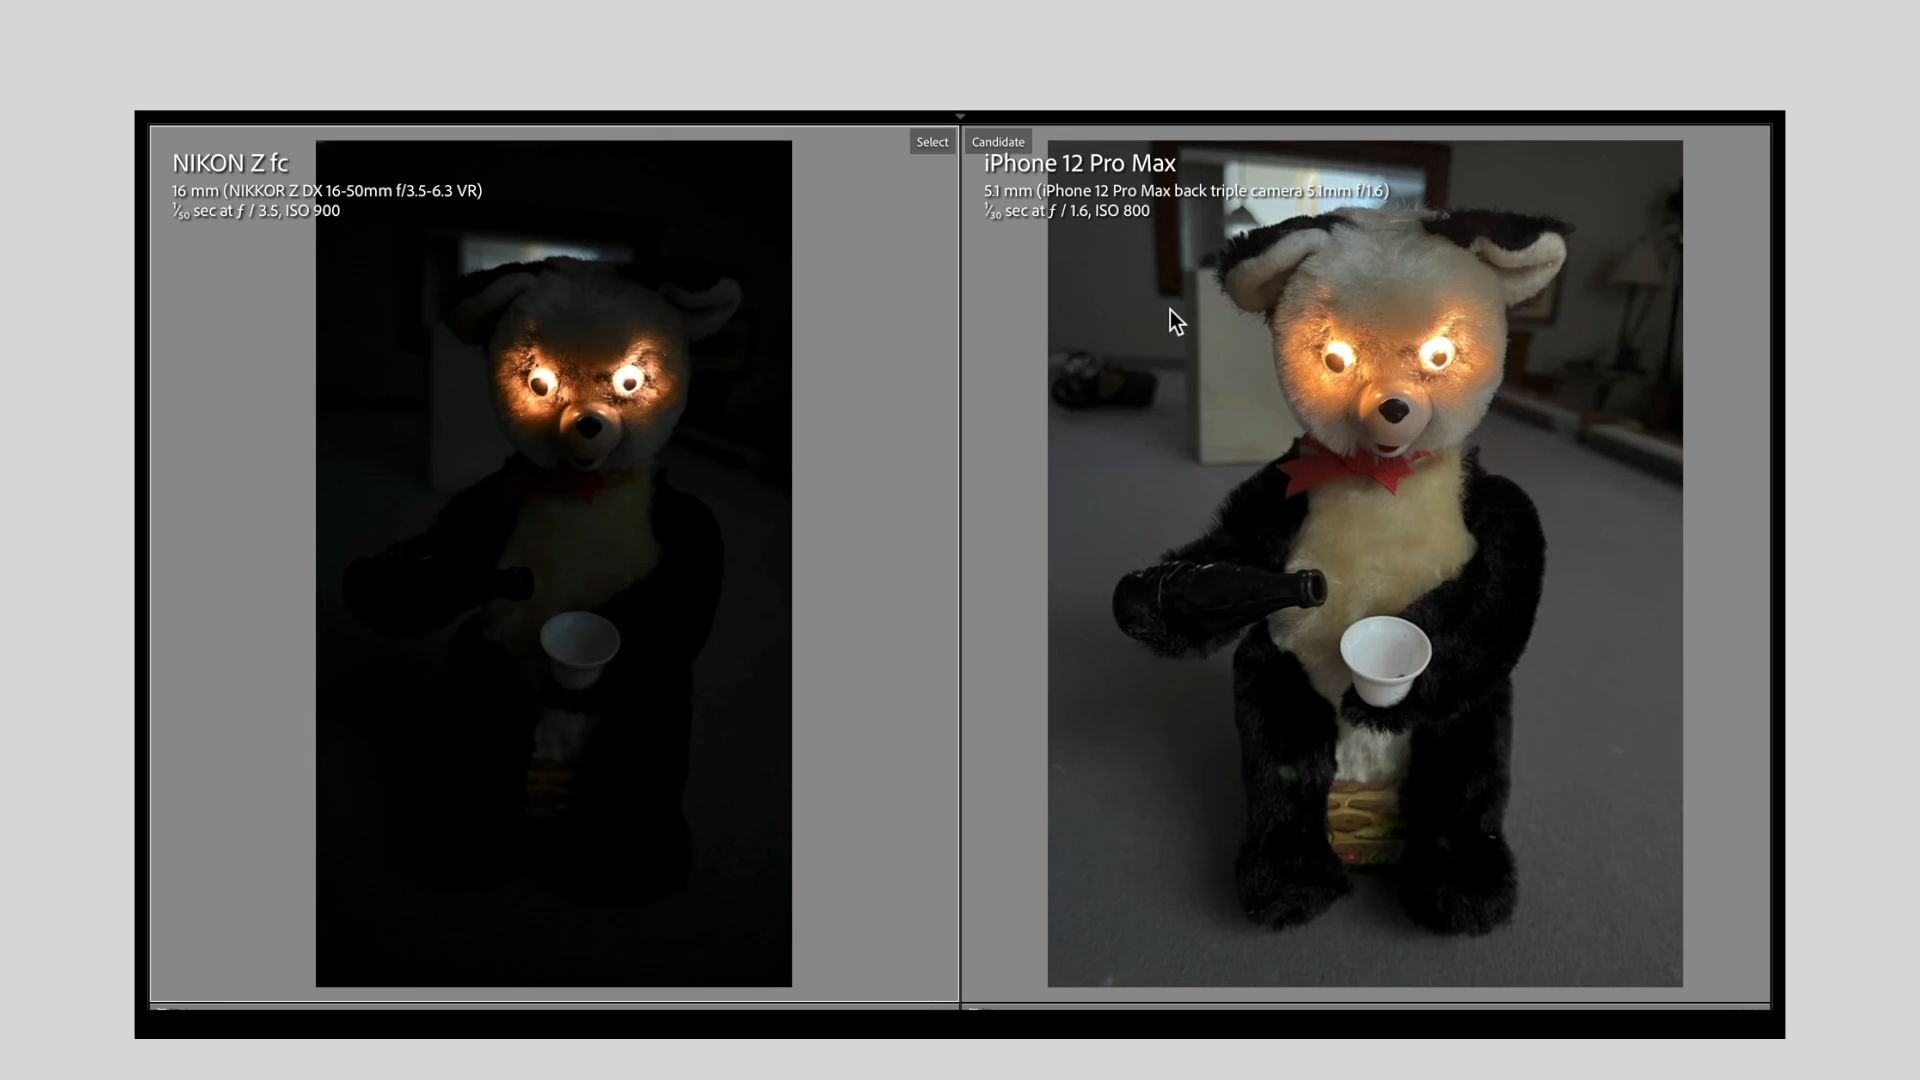 Select
NIKON Z fc
16 mm (NIKKOR Z DX 16-50mm f/3.5-6.3 VR)
1/50 sec at ƒ / 3.5, ISO 900
Candidate
iPhone 12 Pro Max
5.1 mm (iPhone 12 Pro Max back triple camera 5.1mm f/1.6)
1/30 sec at ƒ / 1.6, ISO 800